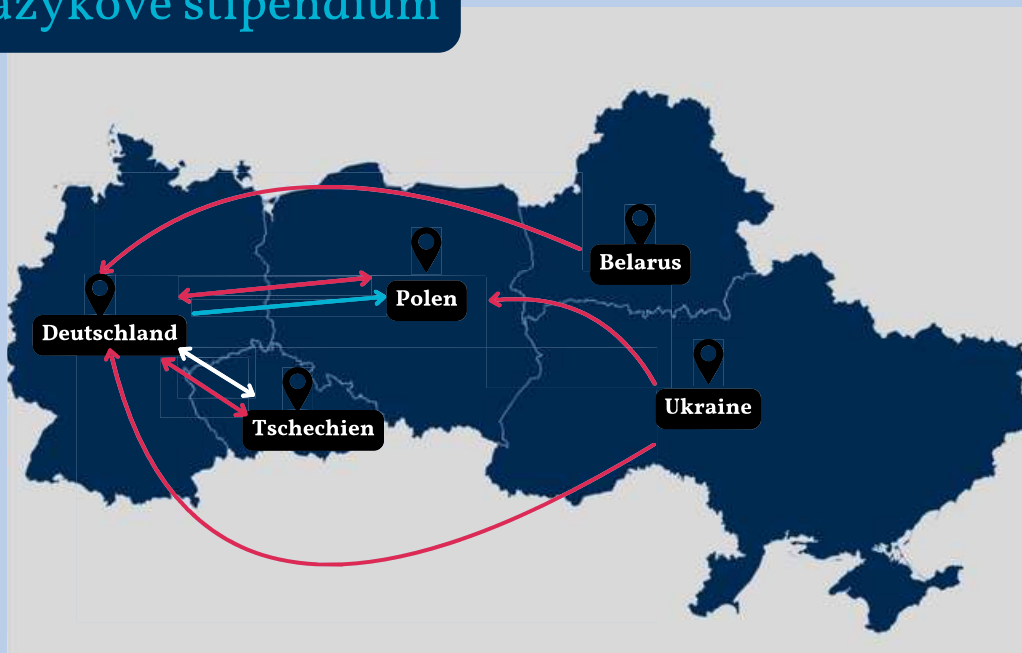 azykové stipendium
Belarus
Polen
Deutschland
Ukraine
Tschechien